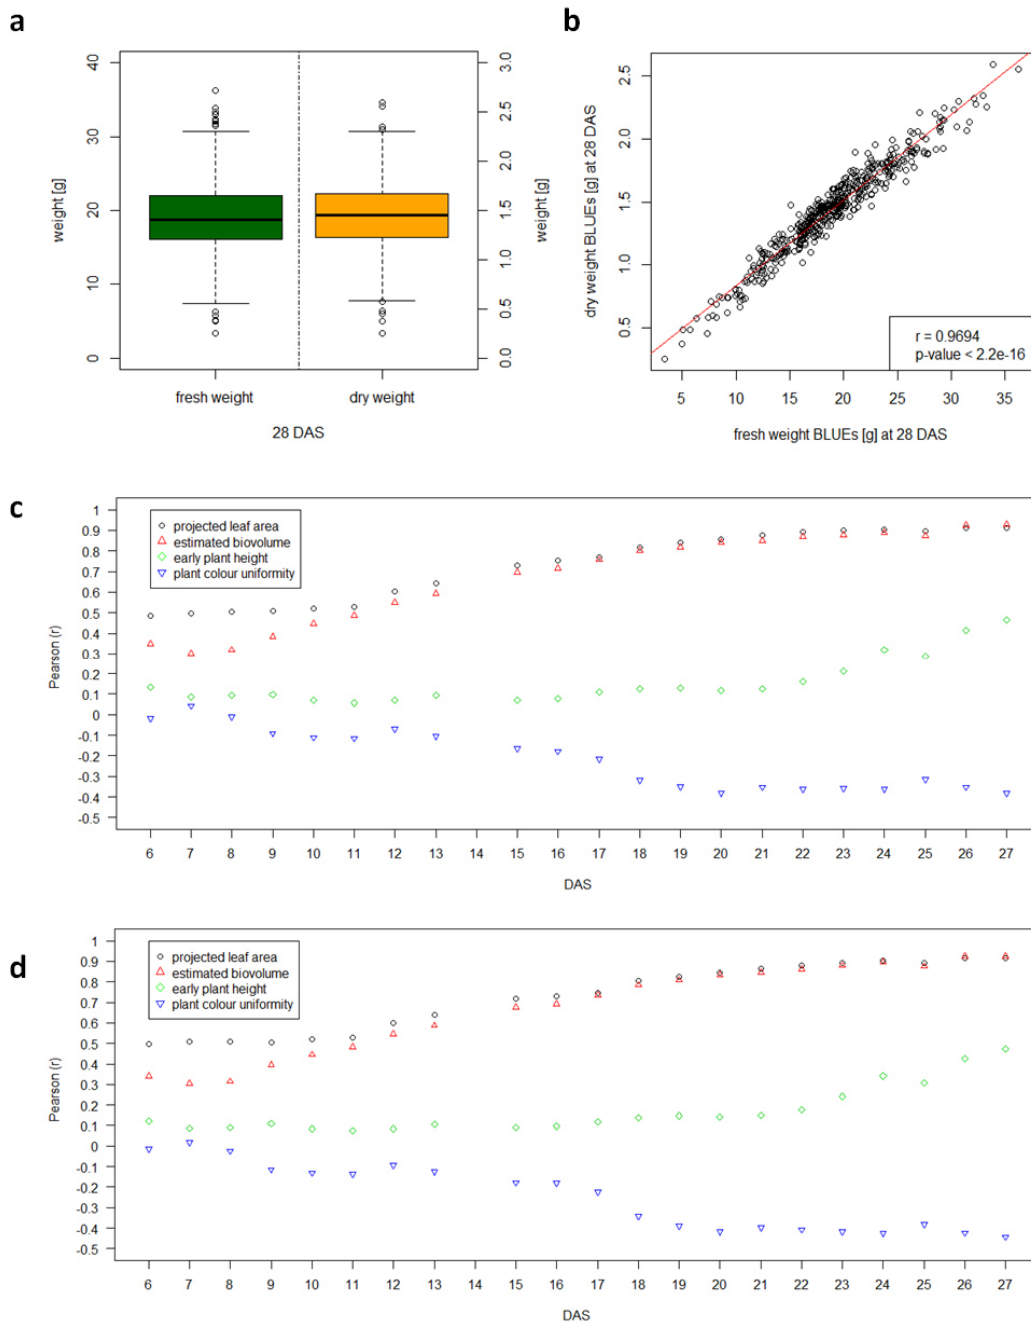 a
40
30
20
10
0
weight [g]
3.0
2.5
2.0
1.5
1.0
0.5
0.0
weight [g]
fresh weight
dry weight
28 DAS
b
2.5
2.0
1.5
1.0
0.5
dry weight BLUEs [g] at 28 DAS
r = 0.9694
p-value < 2.2e-16
5 10 15 20 25 30 35
fresh weight BLUEs [g] at 28 DAS
c
1
0.9
0.8
0.7
0.6
0.5
0.4
0.3
0.2
0.1
0
-0.1
-0.2
-0.3
-0.4
-0.5
Pearson (r)
projected leaf area
estimated biovolume
early plant height
plant colour uniformity
6 7 8 9 10 11 12 13 14 15 16 17 18 19 20 21 22 23 24 25 26 27
DAS
d
1
0.9
0.8
0.7
0.6
0.5
0.4
0.3
0.2
0.1
0
-0.1
-0.2
-0.3
-0.4
-0.5
Pearson (r)
projected leaf area
estimated biovolume
early plant height
plant colour uniformity
6 7 8 9 10 11 12 13 14 15 16 17 18 19 20 21 22 23 24 25 26 27
DAS